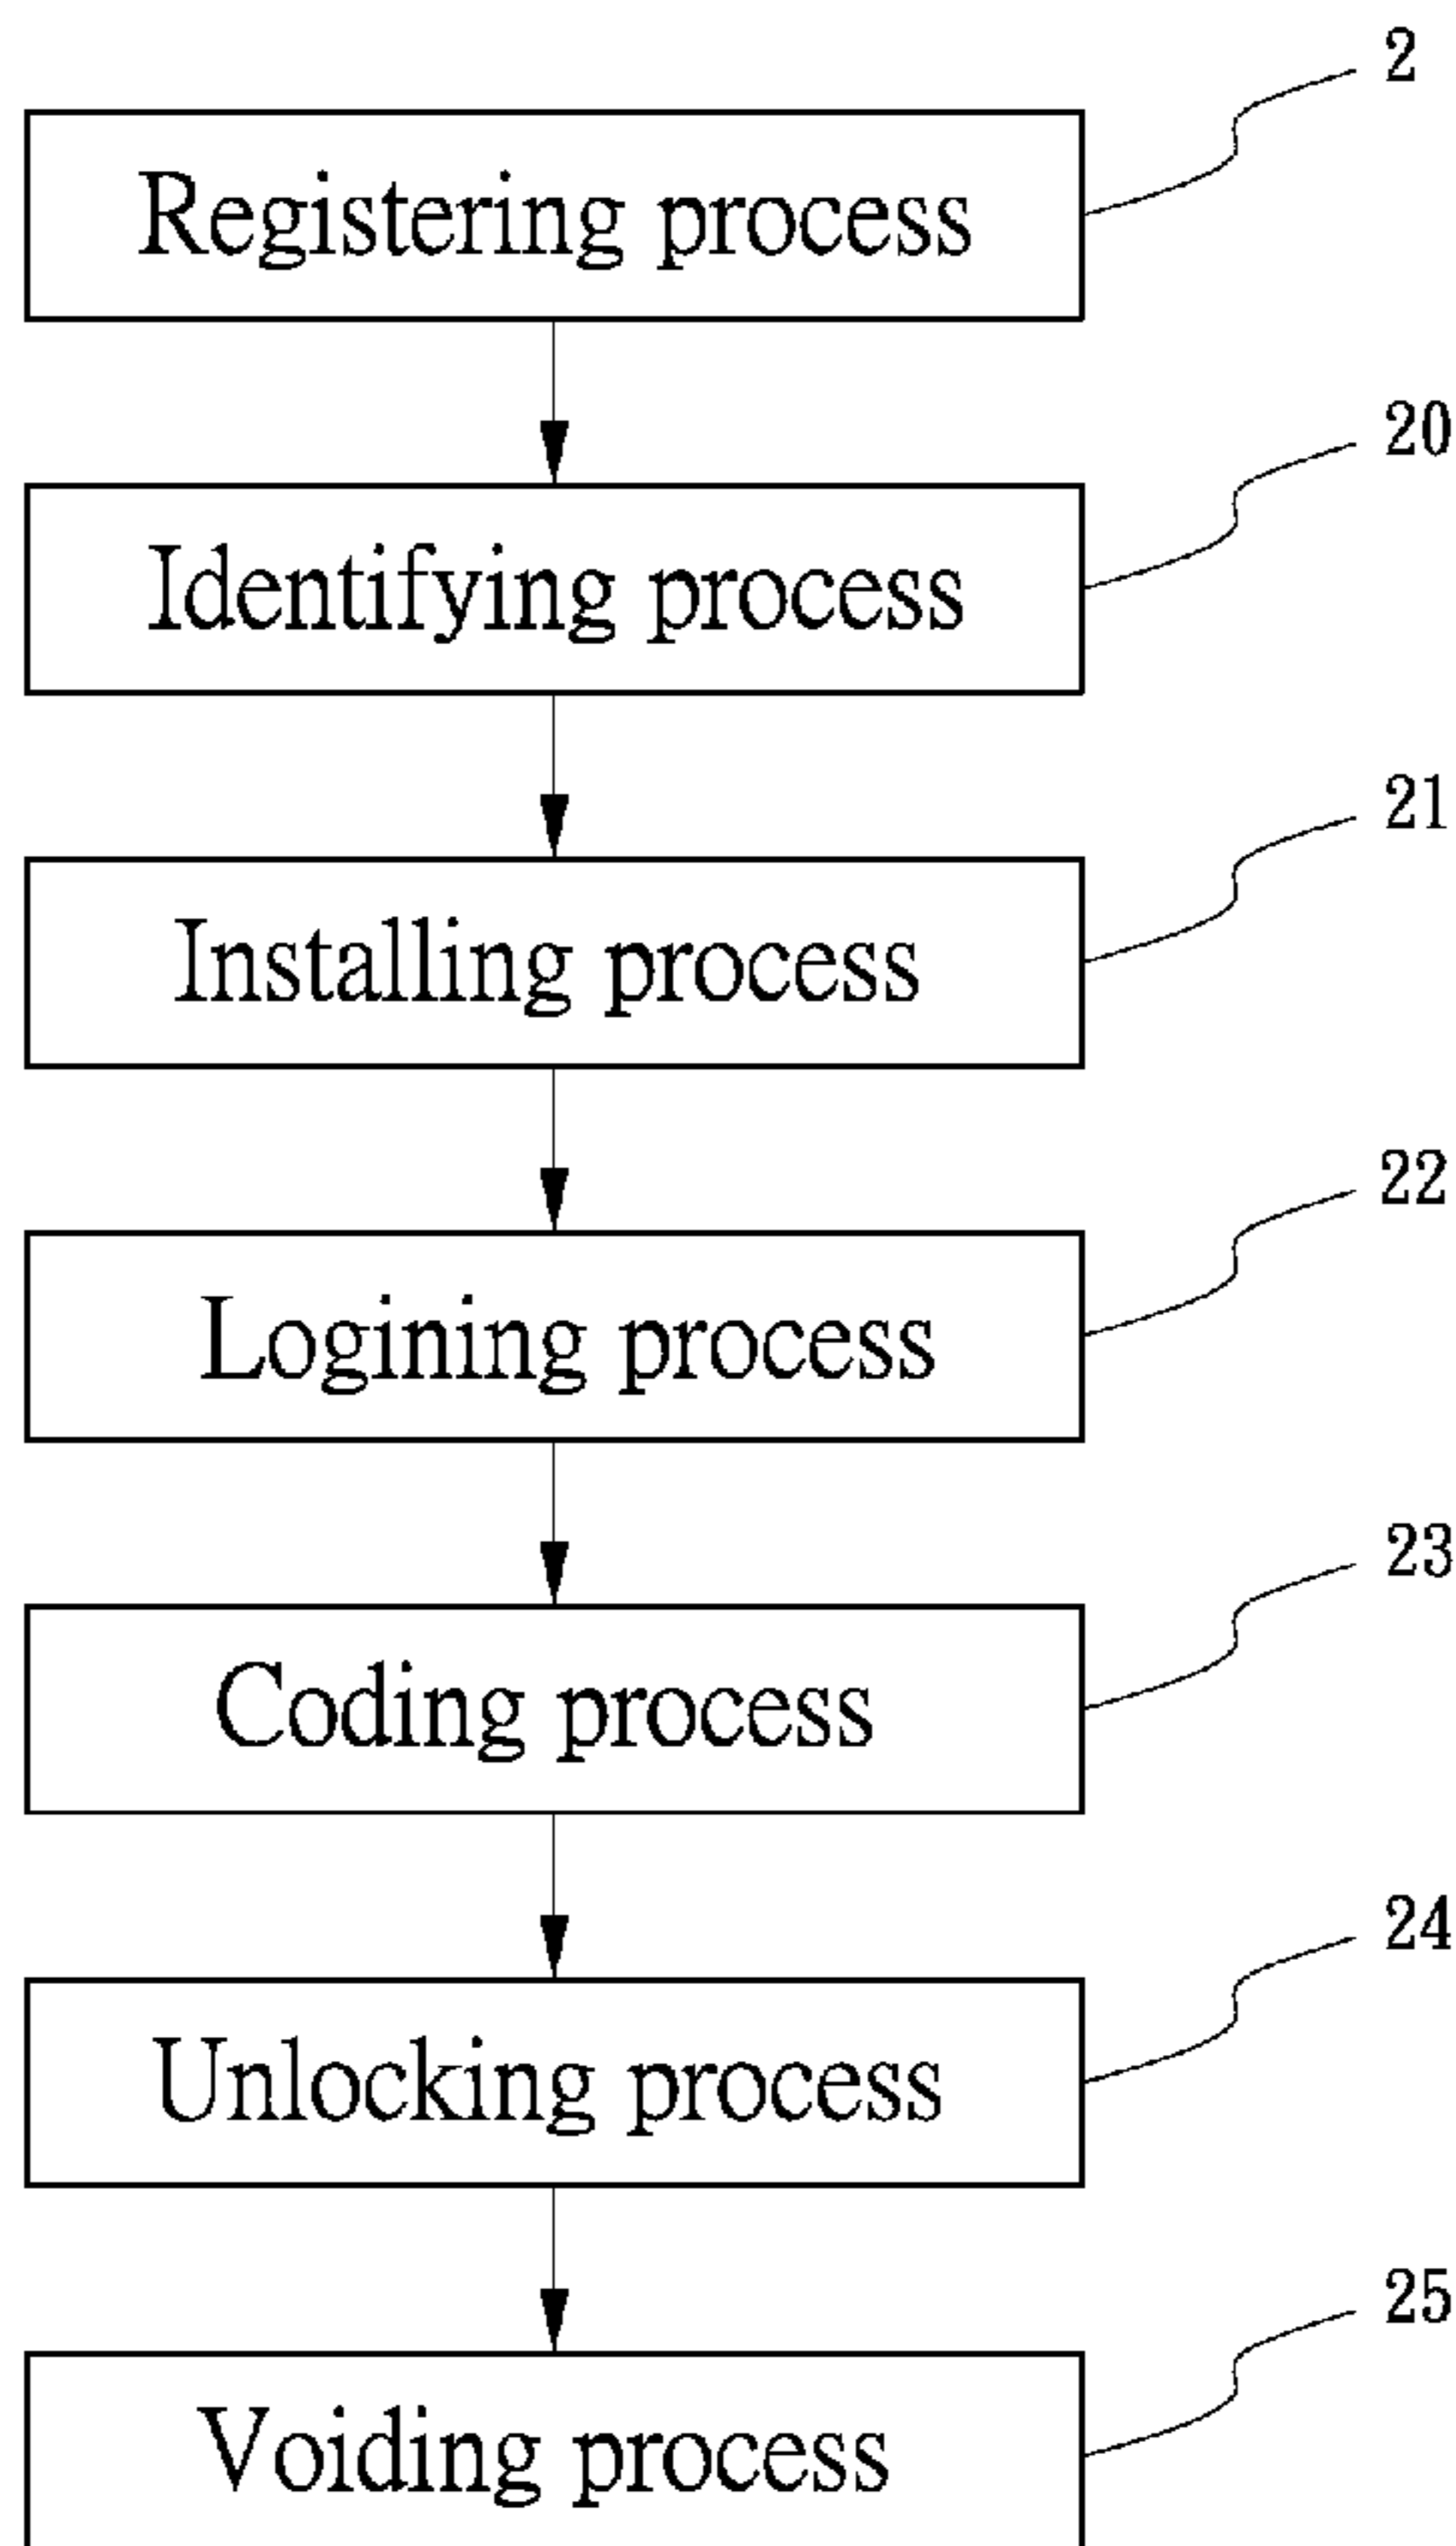 2
Registering process
20
Identifying process
21
Installing process
22
Logining process
23
Coding process
24
Unlocking process
25
Voiding process